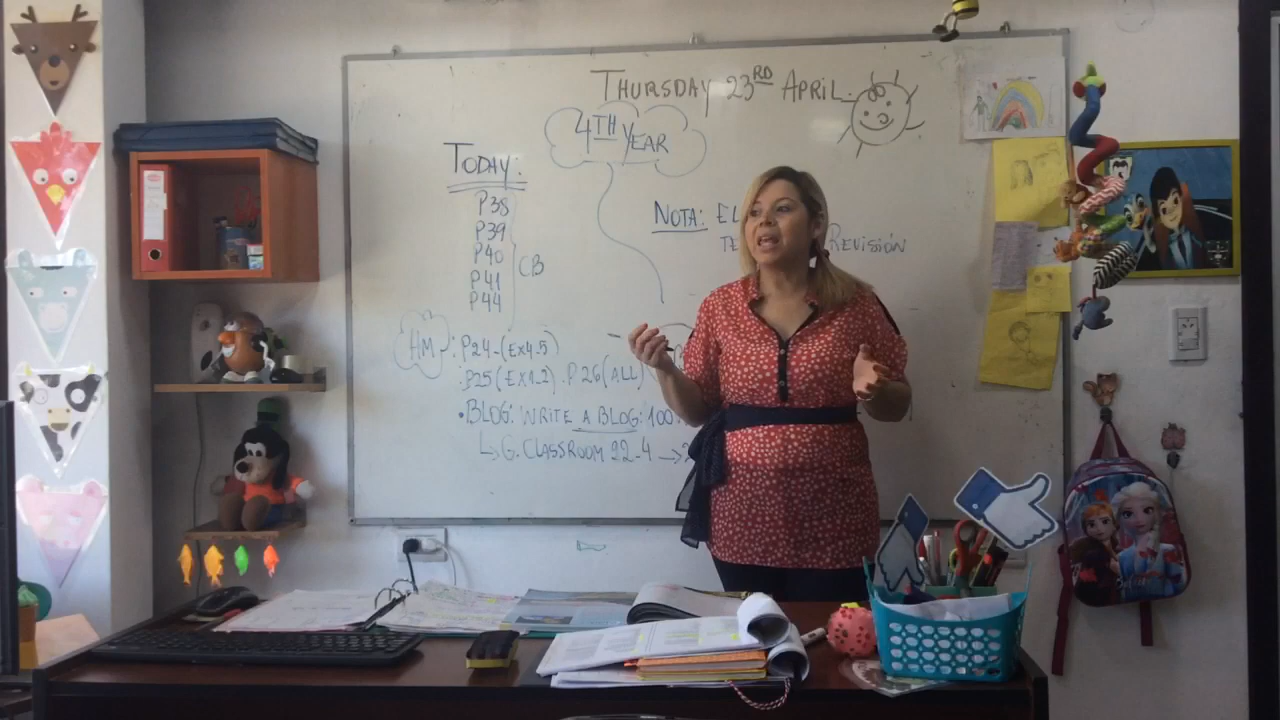 THURSDAY 23RD APRIL
4TH YEAR
TODAY:
P38
P39
P40
P41
P44
CB
NOTA: EL
TE REVISIÓN
HM: P24-(EX4.5)
:P25(EX1.2). P.26(ALL)
• BLOG: WRITE A BLOG: 100
G. CLASSROOM 22-4 →